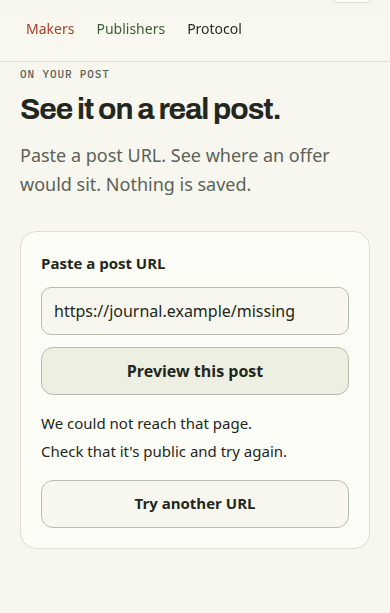 Makers Publishers Protocol
ON YOUR POST
See it on a real post.
Paste a post URL. See where an offer
would sit. Nothing is saved.
Paste a post URL
https://journal.example/missing
Preview this post
We could not reach that page.
Check that it's public and try again.
Try another URL